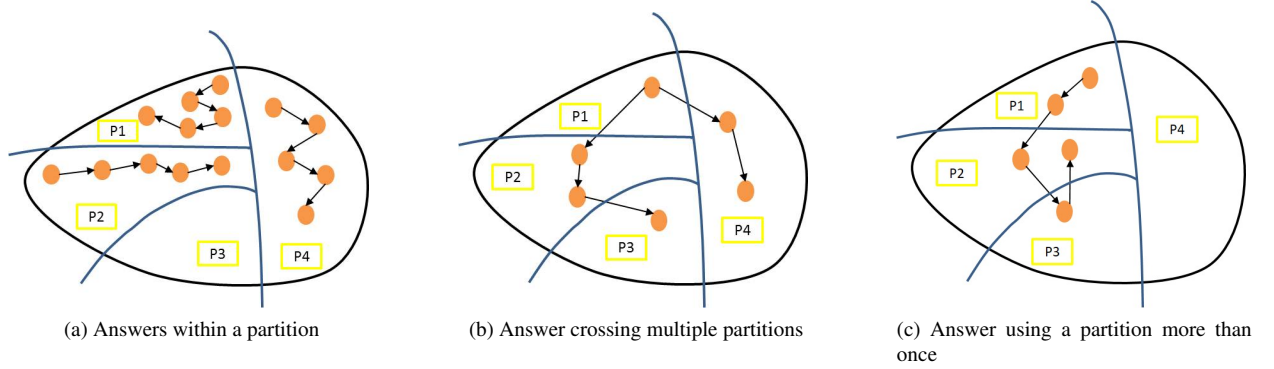 P1
P2
P3
P4
(a) Answers within a partition
P1
P2
P3
P4
(b) Answer crossing multiple partitions
P1
P2
P3
P4
(c) Answer using a partition more than
once